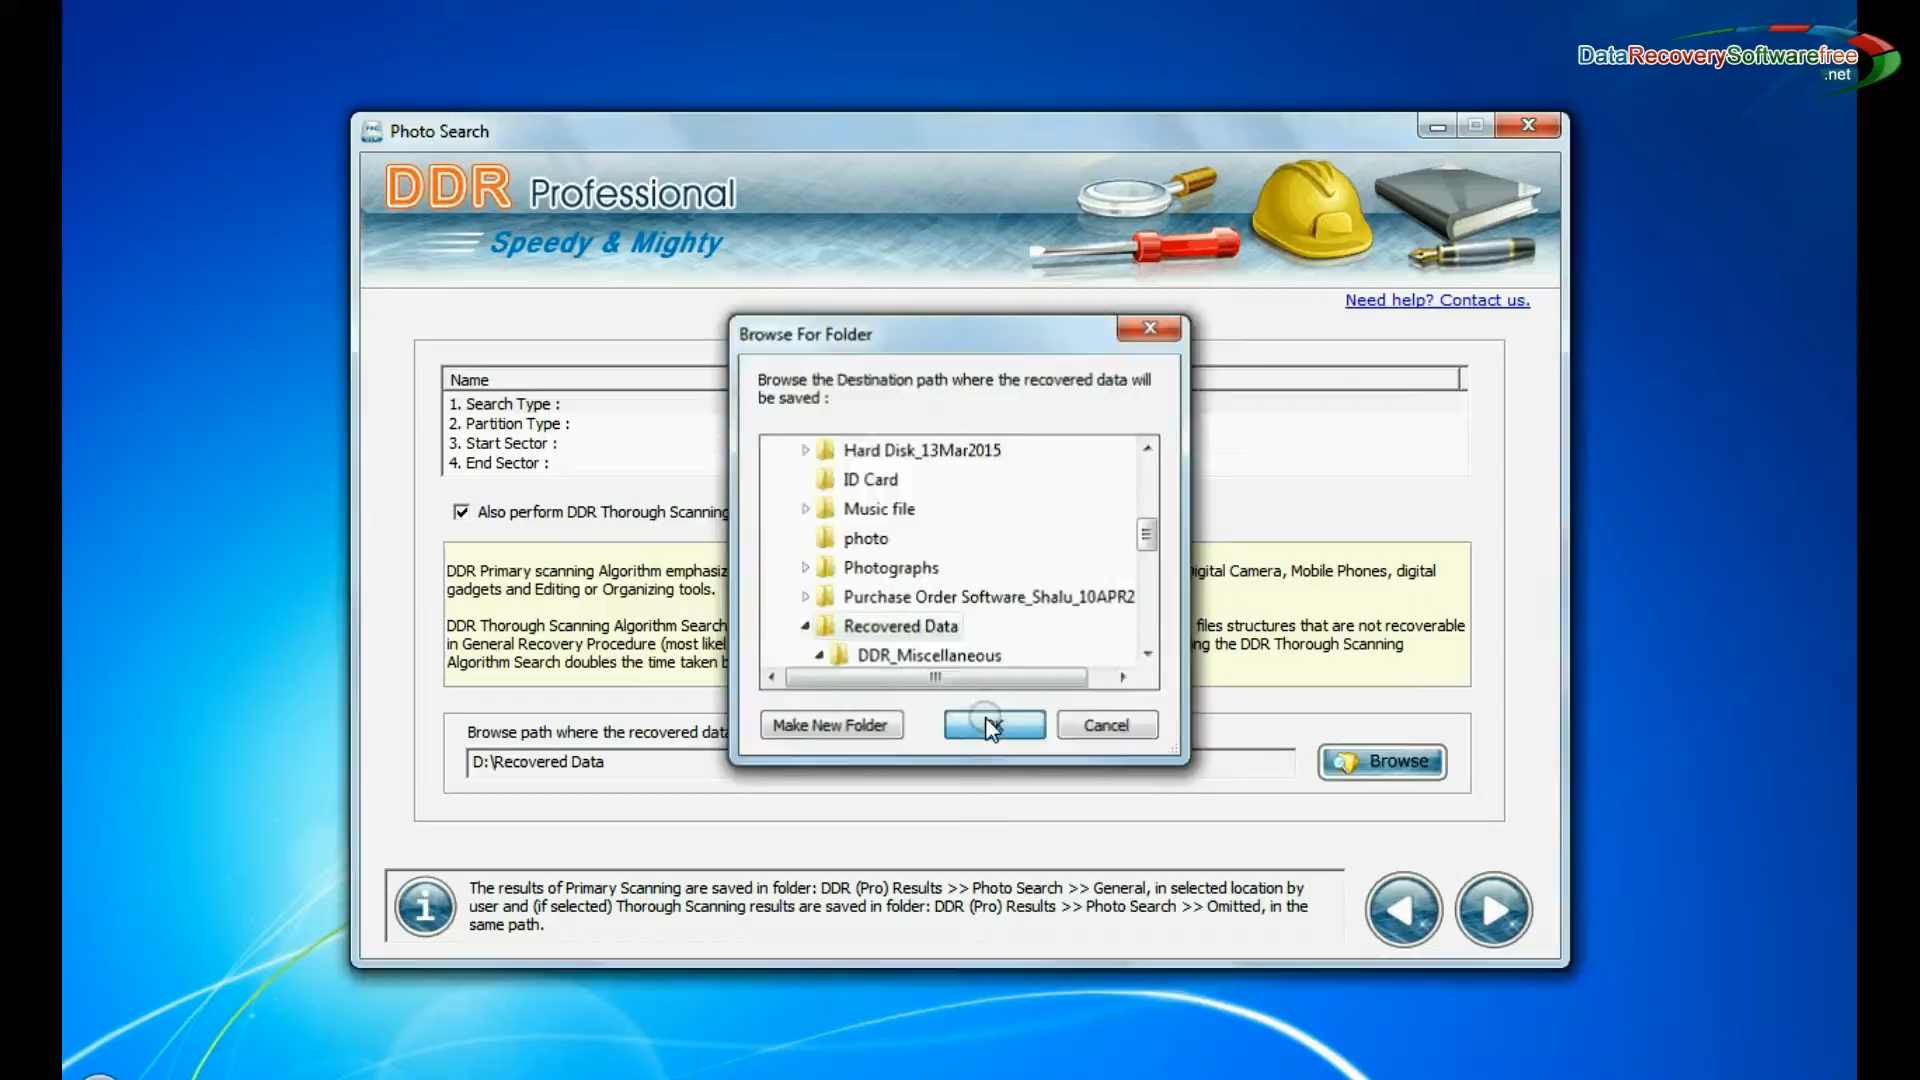 DataRecoverySoftwarefree
.net
Photo Search
DDR Professional
Speedy & Mighty
Need help? Contact us.
Browse For Folder
Browse the Destination path where the recovered data will
be saved :
Name
1. Search Type :
2. Partition Type :
3. Start Sector :
4. End Sector :
Hard Disk_13Mar2015
ID Card
Music file
photo
Photographs
Purchase Order Software_Shalu_10APR2
Recovered Data
DDR_Miscellaneous
Also perform DDR Thorough Scanning
DDR Primary scanning Algorithm emphasiz
igital Camera, Mobile Phones, digital
gadgets and Editing or Organizing tools.
DDR Thorough Scanning Algorithm Search
files structures that are not recoverable
in General Recovery Procedure (most likel
ng the DDR Thorough Scanning
Algorithm Search doubles the time taken b
Make New Folder
Cancel
Browse path where the recovered data
D:\Recovered Data
Browse
The results of Primary Scanning are saved in folder: DDR (Pro) Results >> Photo Search >> General, in selected location by
user and (if selected) Thorough Scanning results are saved in folder: DDR (Pro) Results >> Photo Search >> Omitted, in the
same path.